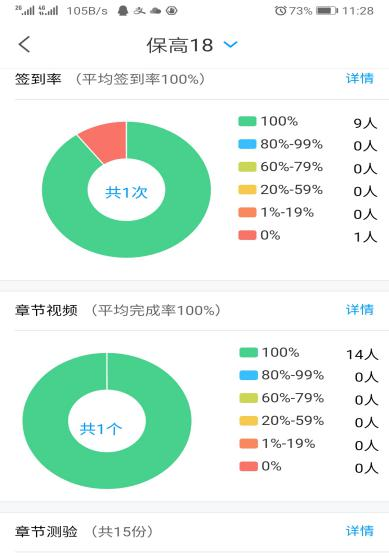 2G 4G 105B/s 73% 11:28
保高18
签到率 （平均签到率100%） 详情
共1次
100% 9人
80%-99% 0人
60%-79% 0人
20%-59% 0人
1%-19% 0人
0% 1人
章节视频 （平均完成率100%） 详情
共1个
100% 14人
80%-99% 0人
60%-79% 0人
20%-59% 0人
1%-19% 0人
0% 0人
章节测验 （共15份） 详情